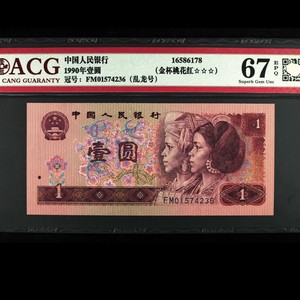 ACG
CANG GUARANTY
中国人民银行
1990年壹圆
冠号：FM01574236（乱龙号）
16586178
（金杯桃花红☆☆☆）
67 EPQ
Superb Gem Unc
中国人民银行
壹圆
1
1
1
FM01574236